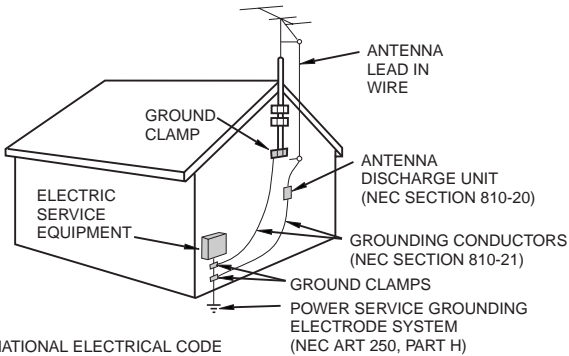 ANTENNA
LEAD IN
WIRE
GROUND
CLAMP
ANTENNA
DISCHARGE UNIT
(NEC SECTION 810-20)
ELECTRIC
SERVICE
EQUIPMENT
GROUNDING CONDUCTORS
(NEC SECTION 810-21)
GROUND CLAMPS
POWER SERVICE GROUNDING
ELECTRODE SYSTEM
(NEC ART 250, PART H)
NATIONAL ELECTRICAL CODE